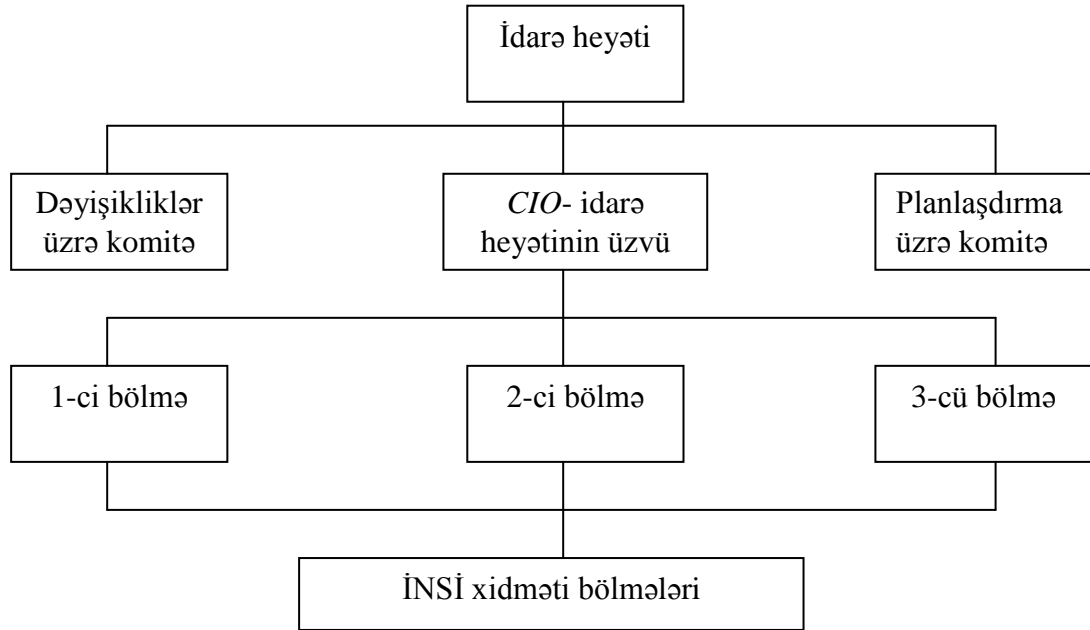 İdarə heyəti
Dəyişikliklər
üzrə komitə
CIO- idarə
heyətinin üzvü
Planlaşdırma
üzrə komitə
1-ci bölmə
2-ci bölmə
3-cü bölmə
İNSİ xidməti bölmələri